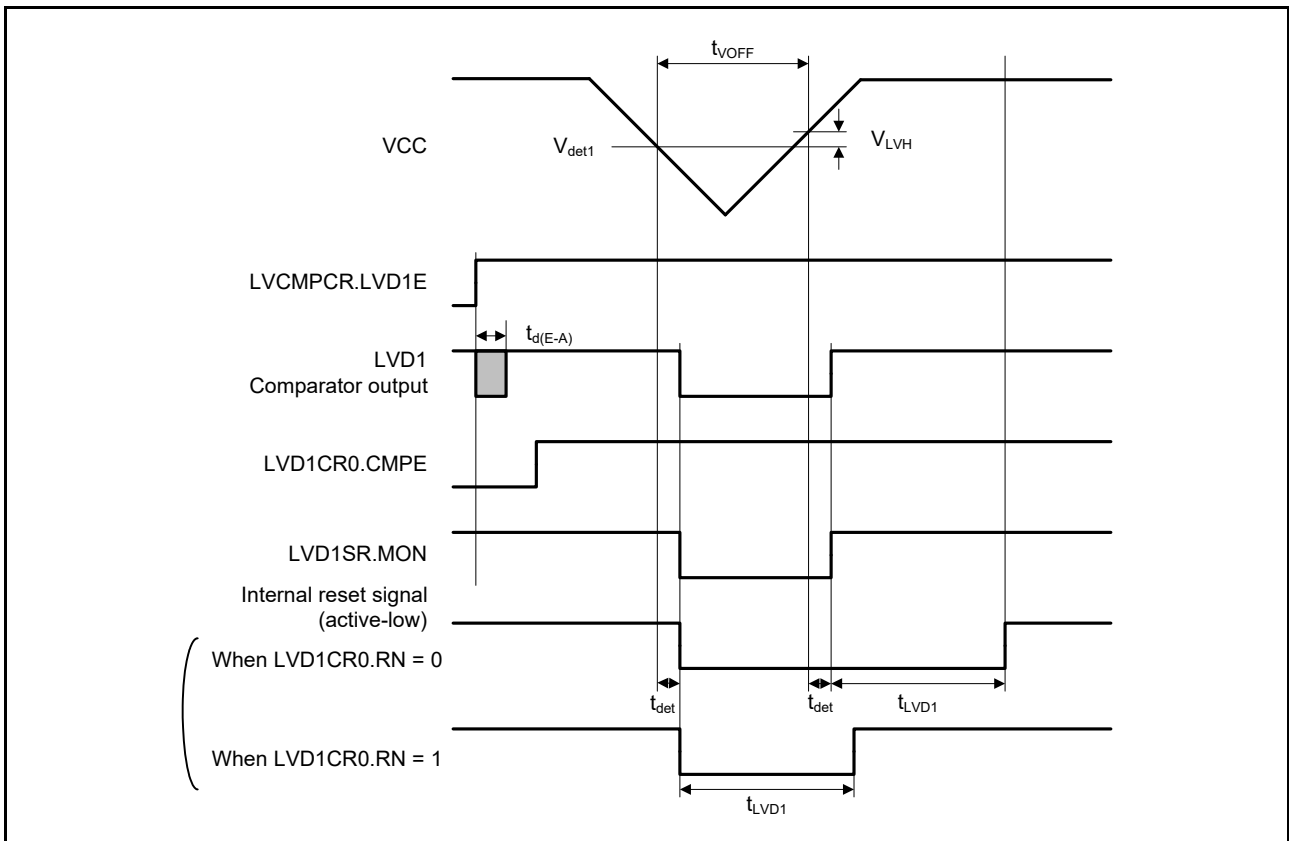 tVOFF
VCC
Vdet1
VLVH
LVCMPCR.LVD1E
td(E-A)
LVD1
Comparator output
LVD1CR0.CMPE
LVD1SR.MON
Internal reset signal
(active-low)
When LVD1CR0.RN = 0
tdet
tdet
tLVD1
When LVD1CR0.RN = 1
tLVD1